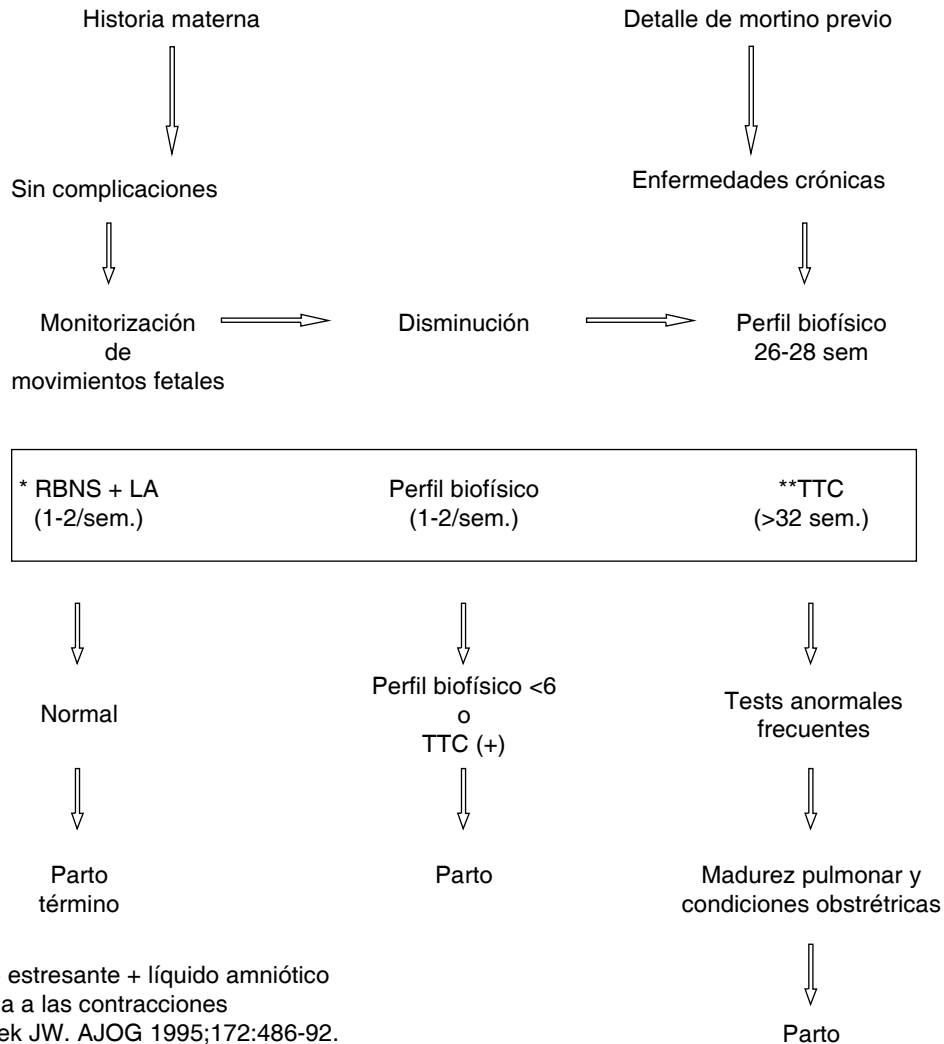 Historia materna
Detalle de mortino previo
Sin complicaciones
Enfermedades crónicas
Monitorización
de
movimientos fetales
Disminución
Perfil biofísico
26-28 sem
* RBNS + LA
(1-2/sem.)
Perfil biofísico
(1-2/sem.)
**TTC
(>32 sem.)
Normal
Perfil biofísico <6
o
TTC (+)
Tests anormales
frecuentes
Parto
término
Parto
Madurez pulmonar y
condiciones obstrétricas
Parto
estresante + líquido amniótico
a a las contracciones
ek JW. AJOG 1995;172:486-92.